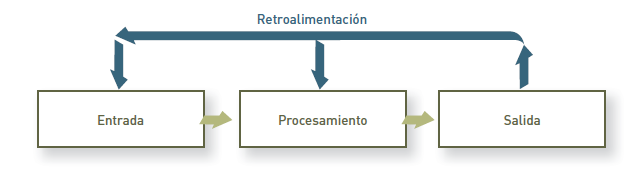 Retroalimentación
Entrada
Procesamiento
Salida